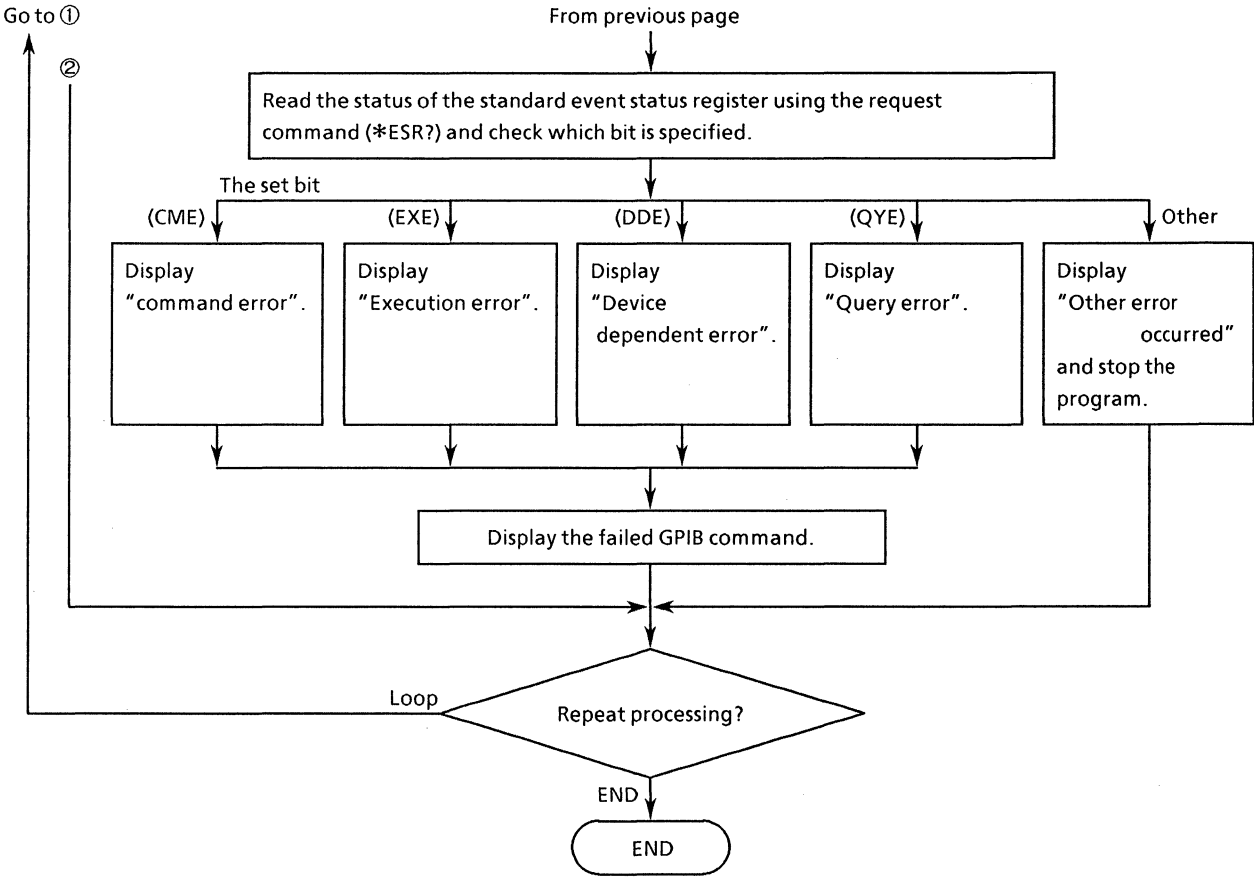 Go to ①
From previous page
②
Read the status of the standard event status register using the request
command (*ESR?) and check which bit is specified.
The set bit
(CME)
(EXE)
(DDE)
(QYE)
Other
Display
"command error".
Display
"Execution error".
Display
"Device
dependent error".
Display
"Query error".
Display
"Other error
occurred"
and stop the
program.
Display the failed GPIB command.
Loop
Repeat processing?
END
END